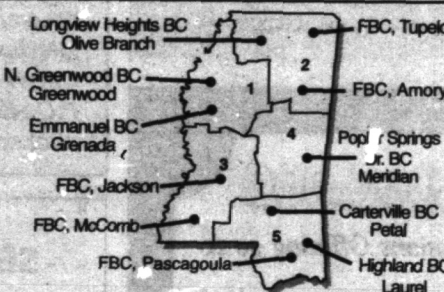 Longview Heights BC
Olive Branch
FBC, Tupelo
2
N. Greenwood BC
Greenwood
1
FBC, Amory
Emmanuel BC
Grenada
4
Springs
Dr. BC
Meridian
3
FBC, Jackson
Carterville BC
Petal
FBC, McComb
5
FBC, Pascagoula
Highland BC
Laurel